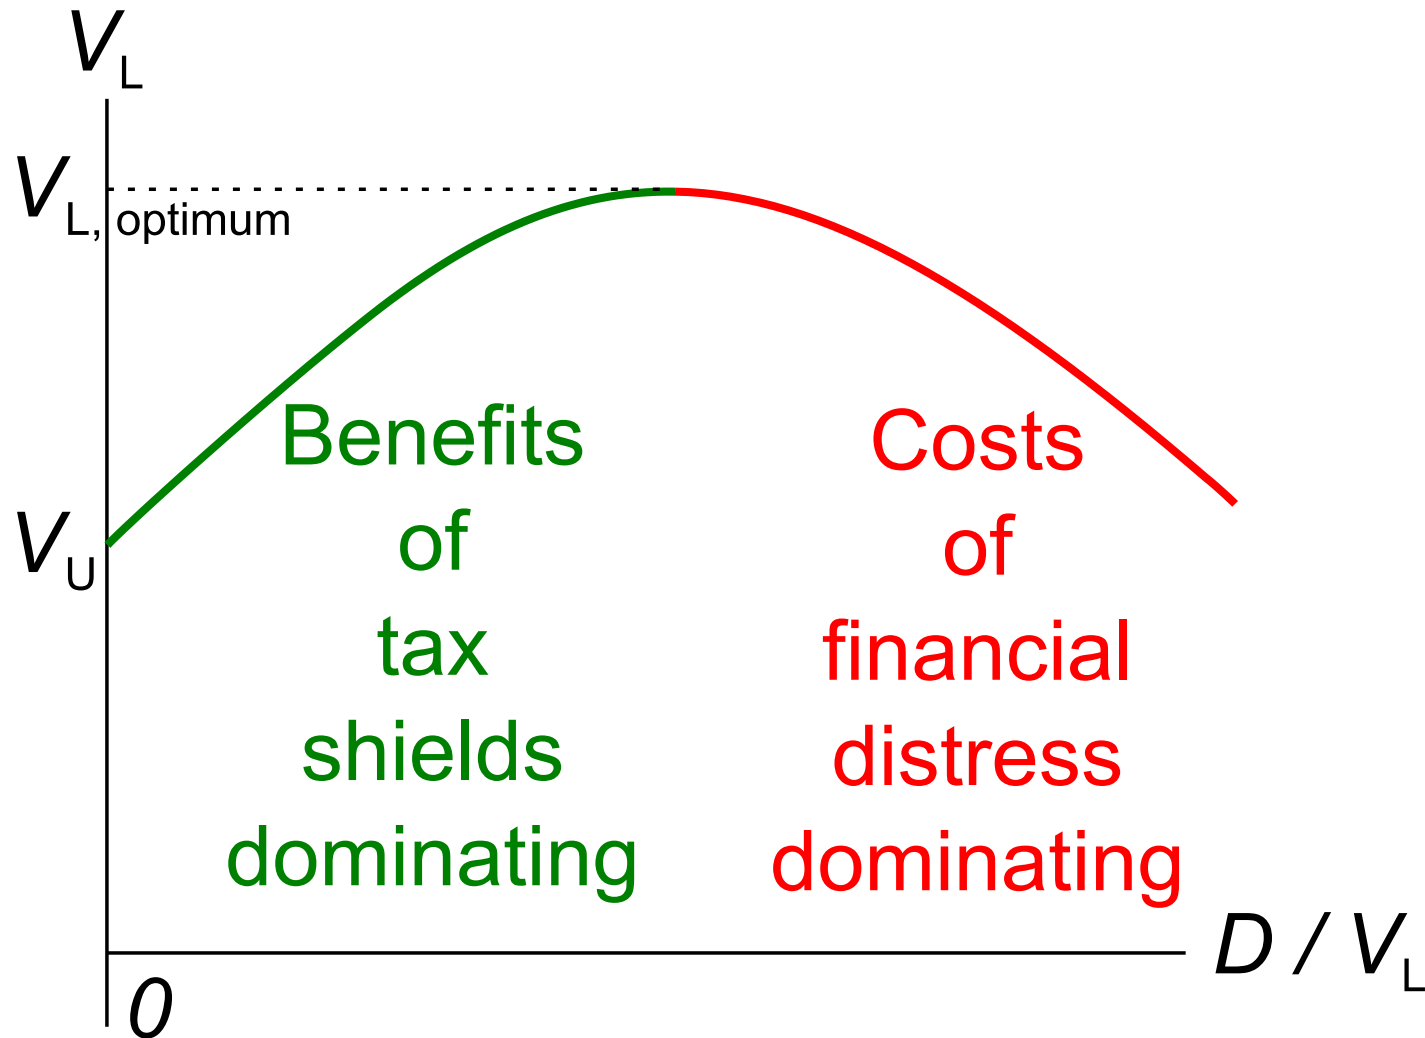 V L
V L, optimum
Benefits
of
tax
shields
dominating
Costs
of
financial
distress
dominating
V U
D / V L
0